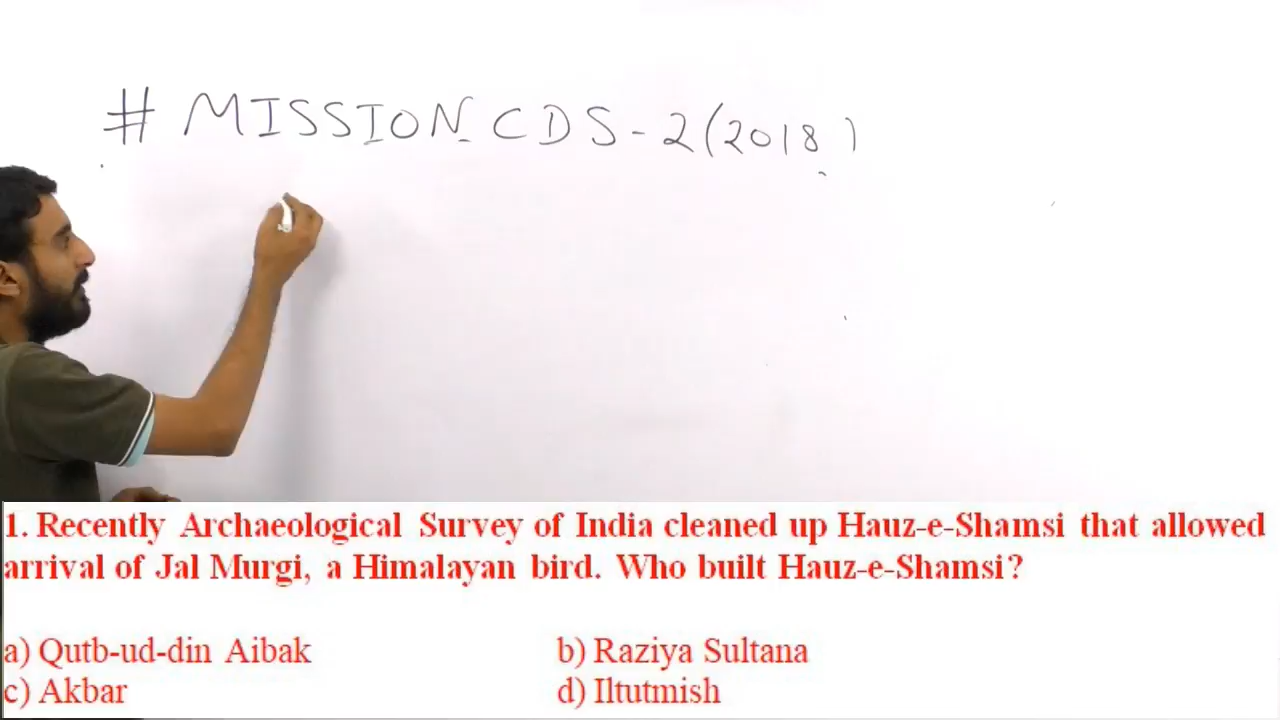 # MISSION CDS-2 (2018)
1. Recently Archaeological Survey of India cleaned up Hauz-e-Shamsi that allowed
arrival of Jal Murgi, a Himalayan bird. Who built Hauz-e-Shamsi?
a) Qutb-ud-din Aibak b) Raziya Sultana
c) Akbar d) Iltutmish